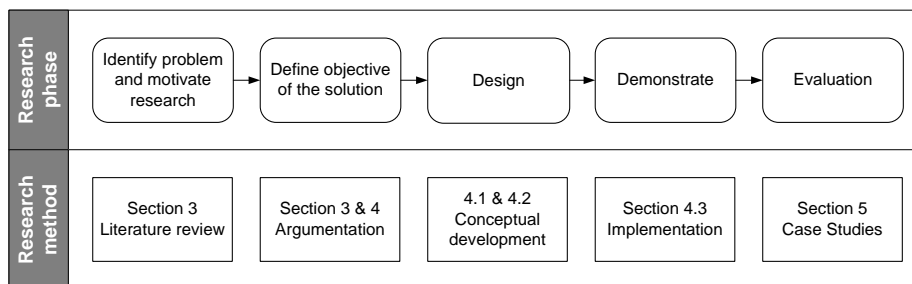 Research
phase
Identify problem
and motivate
research
Define objective
of the solution
Design
Demonstrate
Evaluation
Research
method
Section 3
Literature review
Section 3 & 4
Argumentation
4.1 & 4.2
Conceptual
development
Section 4.3
Implementation
Section 5
Case Studies